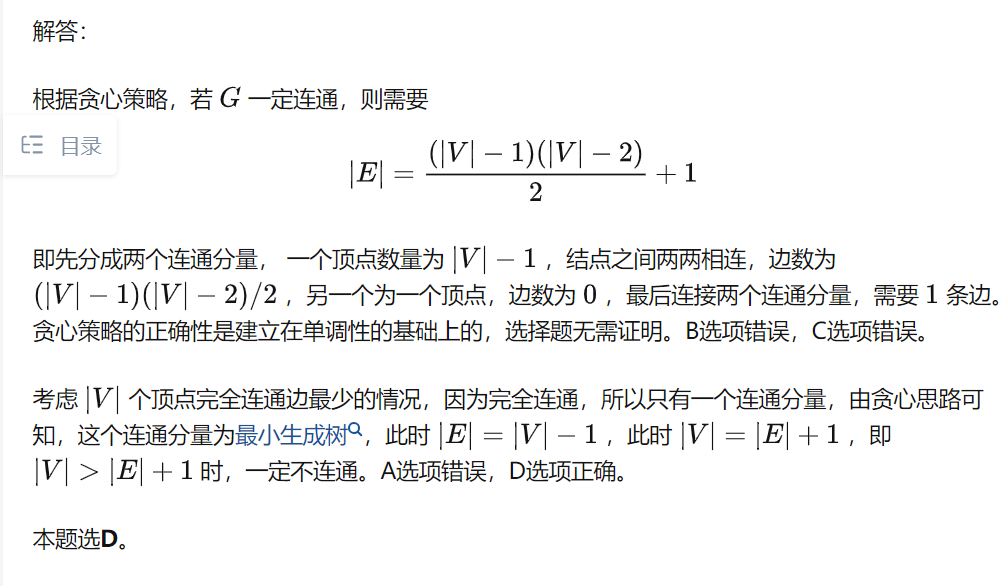 解答：
根据贪心策略，若 G 一定连通，则需要
目录
|E| = (|V| − 1)(|V| − 2) / 2 + 1
即先分成两个连通分量， 一个顶点数量为 |V| − 1 ，结点之间两两相连，边数为
(|V| − 1)(|V| − 2)/2 ，另一个为一个顶点，边数为 0 ，最后连接两个连通分量，需要 1 条边。
贪心策略的正确性是建立在单调性的基础上的，选择题无需证明。B选项错误，C选项错误。
考虑 |V| 个顶点完全连通边最少的情况，因为完全连通，所以只有一个连通分量，由贪心思路可
知，这个连通分量为最小生成树，此时 |E| = |V| − 1 ，此时 |V| = |E| + 1 ，即
|V| > |E| + 1 时，一定不连通。A选项错误，D选项正确。
本题选D。